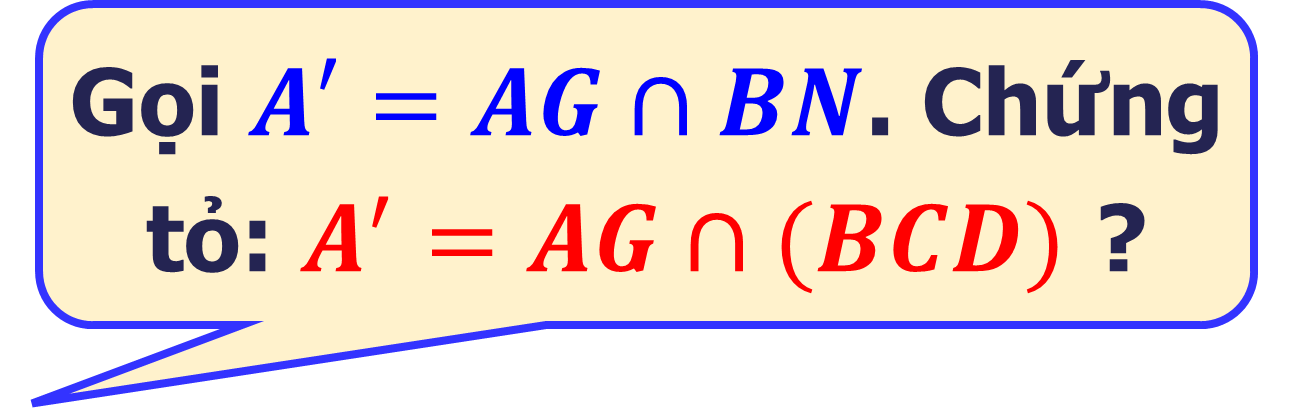 Gọi A′ = AG ∩ BN. Chứng
tỏ: A′ = AG ∩ (BCD) ?